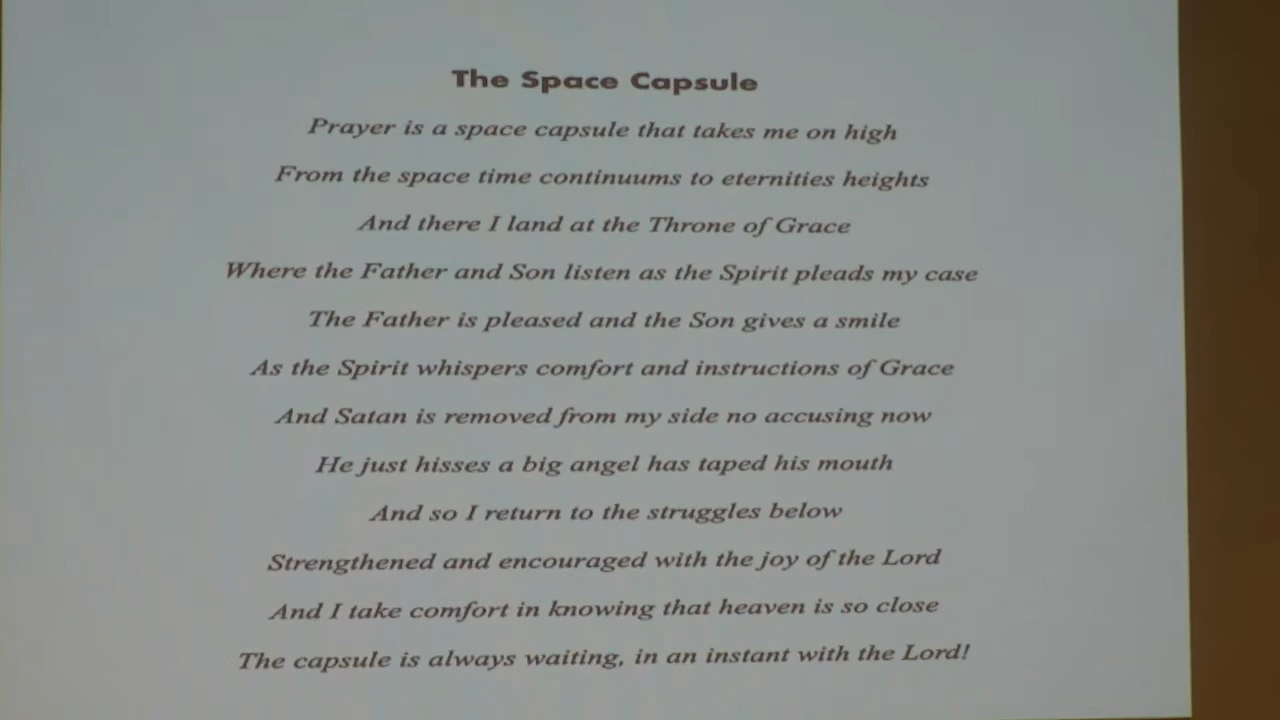 The Space Capsule
Prayer is a space capsule that takes me on high
From the space time continuums to eternities heights
And there I land at the Throne of Grace
Where the Father and Son listen as the Spirit pleads my case
The Father is pleased and the Son gives a smile
As the Spirit whispers comfort and instructions of Grace
And Satan is removed from my side no accusing now
He just hisses a big angel has taped his mouth
And so I return to the struggles below
Strengthened and encouraged with the joy of the Lord
And I take comfort in knowing that heaven is so close
The capsule is always waiting, in an instant with the Lord!